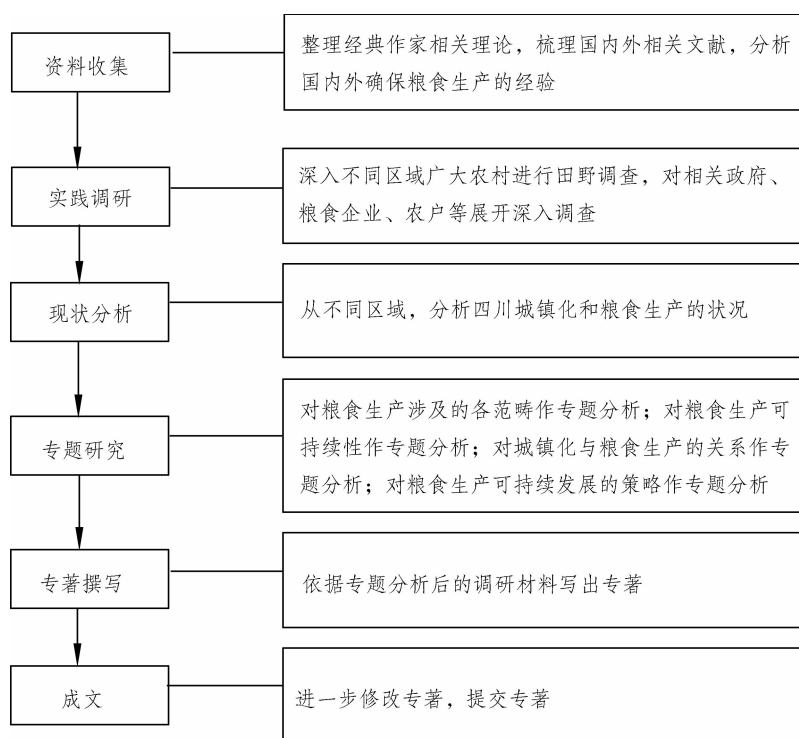 资料收集
整理经典作家相关理论，梳理国内外相关文献，分析
国内外确保粮食生产的经验
实践调研
深入不同区域广大农村进行田野调查，对相关政府、
粮食企业、农户等展开深入调查
现状分析
从不同区域，分析四川城镇化和粮食生产的状况
专题研究
对粮食生产涉及的各范畴作专题分析；对粮食生产可
持续性作专题分析；对城镇化与粮食生产的关系作专
题分析；对粮食生产可持续发展的策略作专题分析
专著撰写
依据专题分析后的调研材料写出专著
成文
进一步修改专著，提交专著